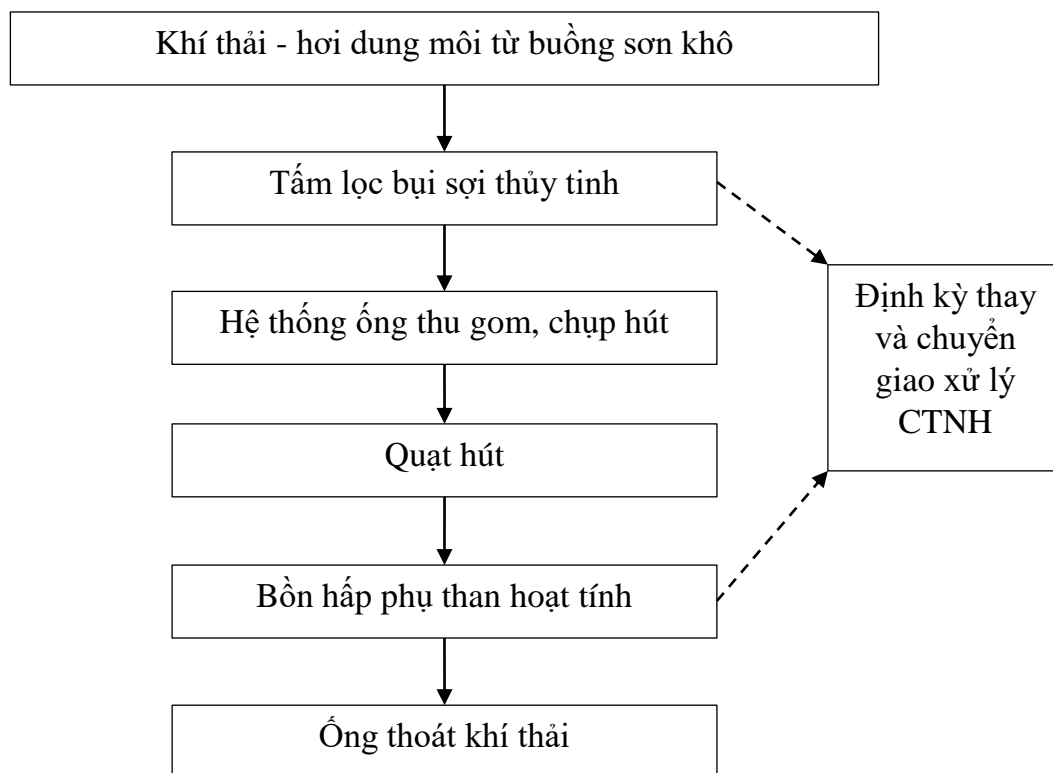 Khí thải - hơi dung môi từ buồng sơn khô
Tấm lọc bụi sợi thủy tinh
Hệ thống ống thu gom, chụp hút
Quạt hút
Bồn hấp phụ than hoạt tính
Ống thoát khí thải
Định kỳ thay
và chuyển
giao xử lý
CTNH